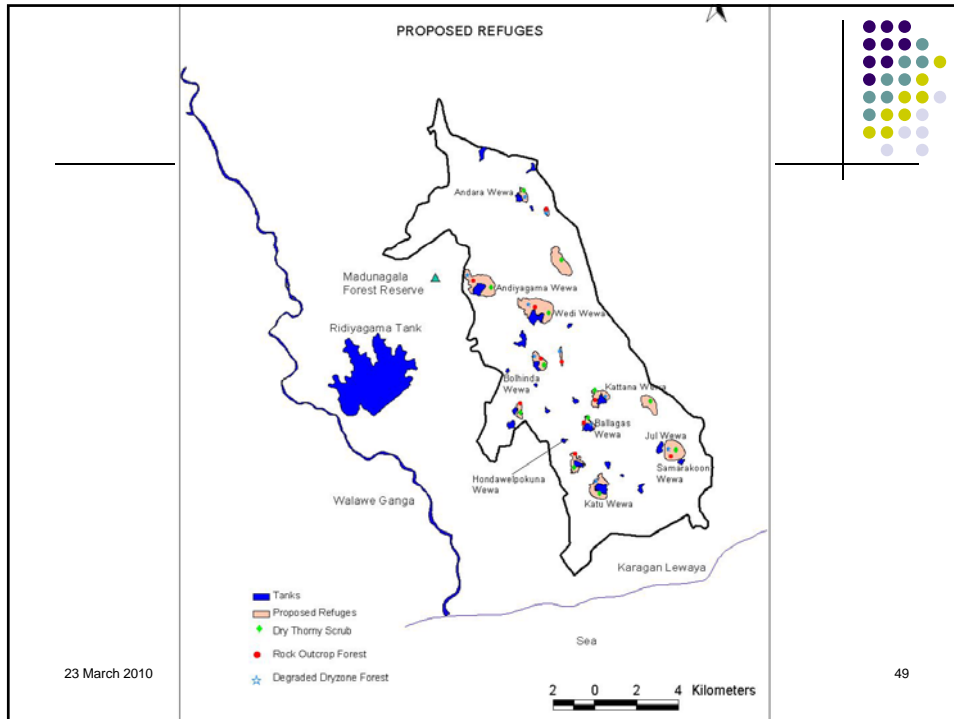 PROPOSED REFUGES
Andara Wewa
Madunagala
Forest Reserve
Andiyagama Wewa
Wedi Wewa
Ridiyagama Tank
Bolhinda
Wewa
Kattana Wewa
Ballagas
Wewa
Jul Wewa
Samarakoon
Wewa
Hondawelpokuna
Wewa
Katu Wewa
Walawe Ganga
Karagan Lewaya
Sea
Tanks
Proposed Refuges
Dry Thorny Scrub
Rock Outcrop Forest
Degraded Dryzone Forest
2 0 2 4 Kilometers
23 March 2010
49